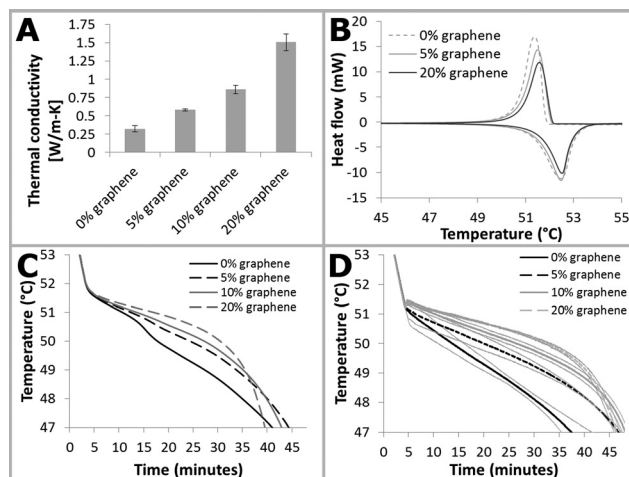 A
Thermal conductivity
[W/m-K]
1.75
1.5
1.25
1
0.75
0.5
0.25
0
0% graphene
5% graphene
10% graphene
20% graphene
B
Heat flow (mW)
20
15
10
5
0
-5
-10
-15
0% graphene
5% graphene
20% graphene
45 47 49 51 53 55
Temperature (°C)
C
Temperature (°C)
53
52
51
50
49
48
47
0% graphene
5% graphene
10% graphene
20% graphene
0 5 10 15 20 25 30 35 40 45
Time (minutes)
D
Temperature (°C)
53
52
51
50
49
48
47
0% graphene
5% graphene
10% graphene
20% graphene
0 5 10 15 20 25 30 35 40 45
Time (minutes)